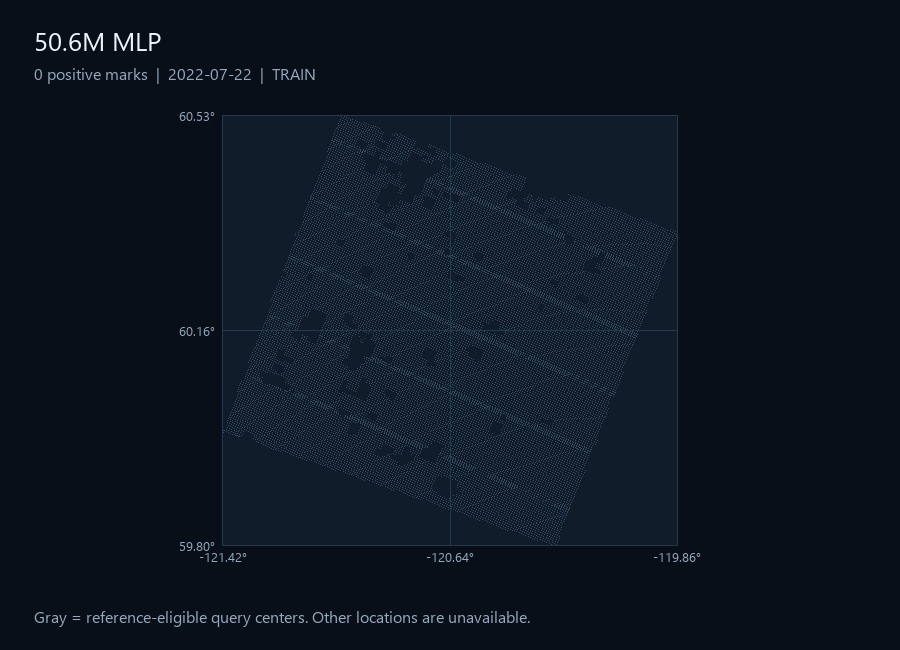 50.6M MLP
0 positive marks | 2022-07-22 | TRAIN
60.53°
60.16°
59.80°
-121.42°
-120.64°
-119.86°
Gray = reference-eligible query centers. Other locations are unavailable.